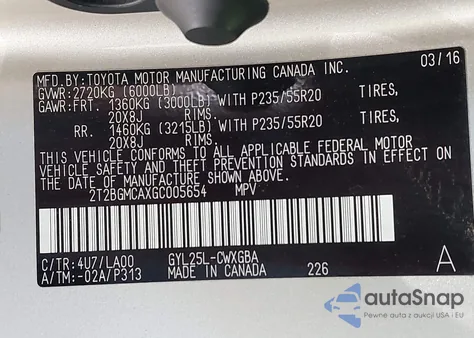 MFD.BY:TOYOTA MOTOR MANUFACTURING CANADA INC. 03/16
GVWR:2720KG (6000LB)
GAWR:FRT. 1360KG (3000LB) WITH P235/55R20 TIRES,
20X8J RIMS.
RR. 1460KG (3215LB) WITH P235/55R20 TIRES,
20X8J RIMS.
THIS VEHICLE CONFORMS TO ALL APPLICABLE FEDERAL MOTOR
VEHICLE SAFETY AND THEFT PREVENTION STANDARDS IN EFFECT ON
THE DATE OF MANUFACTURE SHOWN ABOVE.
2T2BGMCAXGC005654 MPV
C/TR:4U7/LA00 GYL25L-CWXGBA A
A/TM:-02A/P313 MADE IN CANADA 226
autoSnap
Pewne auta z aukcji USA i EU